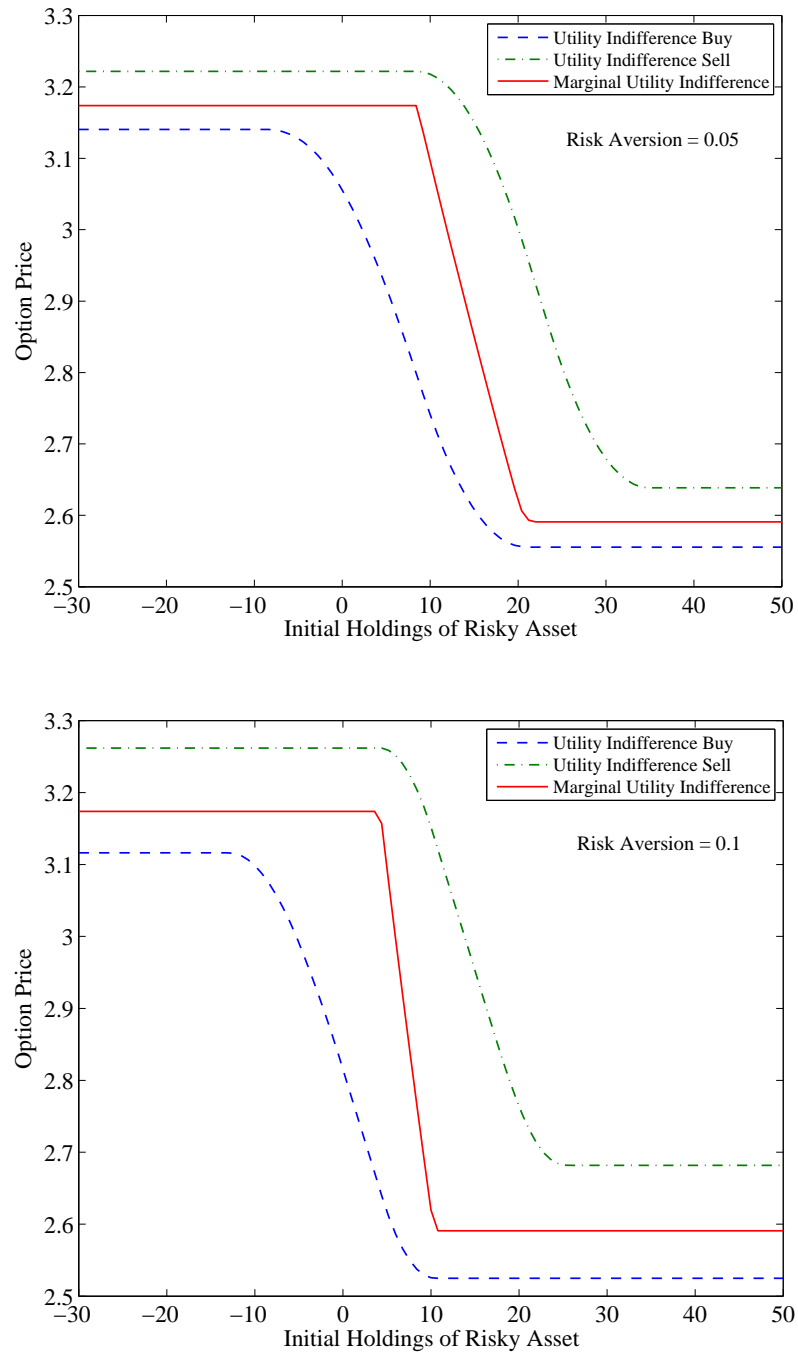 3.3
3.2
3.1
3
2.9
2.8
2.7
2.6
2.5
Option Price
Utility Indifference Buy
Utility Indifference Sell
Marginal Utility Indifference
Risk Aversion = 0.05
−30 −20 −10 0 10 20 30 40 50
Initial Holdings of Risky Asset
3.3
3.2
3.1
3
2.9
2.8
2.7
2.6
2.5
Option Price
Utility Indifference Buy
Utility Indifference Sell
Marginal Utility Indifference
Risk Aversion = 0.1
−30 −20 −10 0 10 20 30 40 50
Initial Holdings of Risky Asset